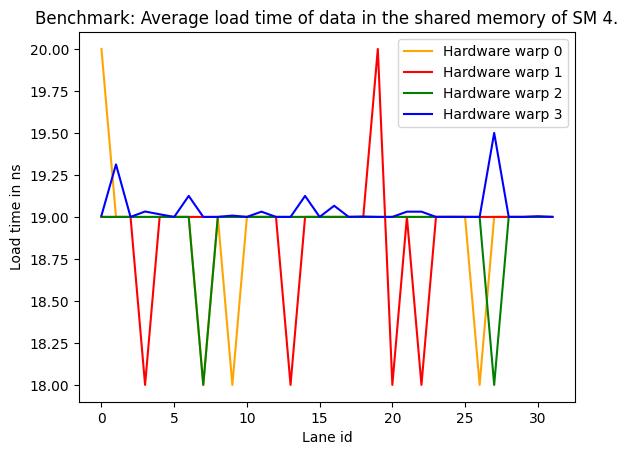 Benchmark: Average load time of data in the shared memory of SM 4.
20.00
19.75
19.50
19.25
19.00
18.75
18.50
18.25
18.00
Load time in ns
Hardware warp 0
Hardware warp 1
Hardware warp 2
Hardware warp 3
0 5 10 15 20 25 30
Lane id